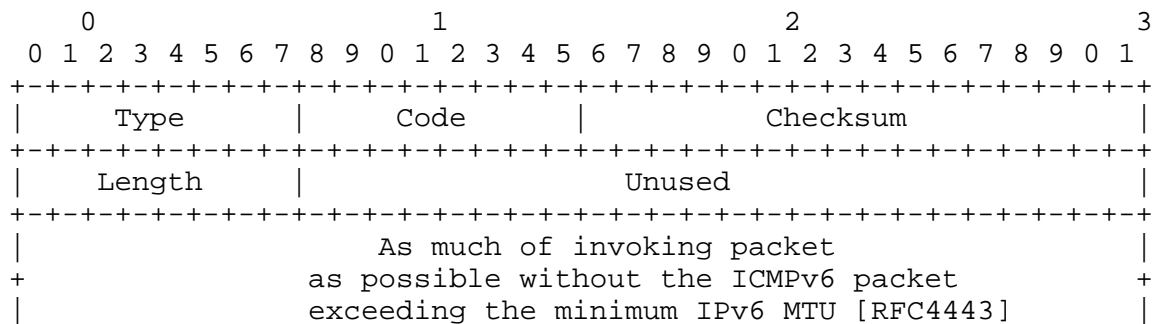 0                   1                   2                   3
 0 1 2 3 4 5 6 7 8 9 0 1 2 3 4 5 6 7 8 9 0 1 2 3 4 5 6 7 8 9 0 1
+-+-+-+-+-+-+-+-+-+-+-+-+-+-+-+-+-+-+-+-+-+-+-+-+-+-+-+-+-+-+-+-+
|     Type      |     Code      |          Checksum             |
+-+-+-+-+-+-+-+-+-+-+-+-+-+-+-+-+-+-+-+-+-+-+-+-+-+-+-+-+-+-+-+-+
|    Length     |                  Unused                       |
+-+-+-+-+-+-+-+-+-+-+-+-+-+-+-+-+-+-+-+-+-+-+-+-+-+-+-+-+-+-+-+-+
|                    As much of invoking packet                 |
+                as possible without the ICMPv6 packet          +
|                exceeding the minimum IPv6 MTU [RFC4443]       |